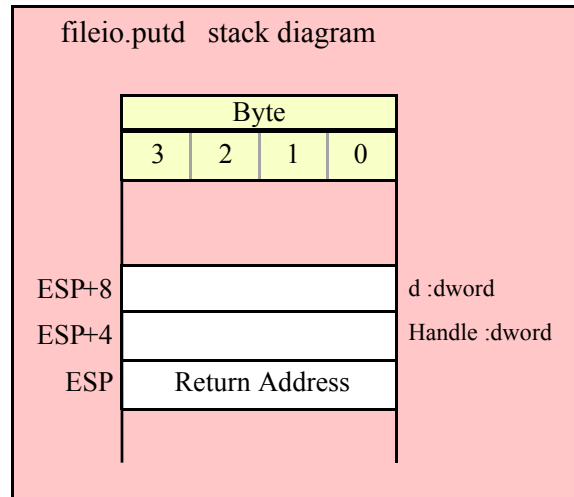 fileio.putd stack diagram
Byte
3 2 1 0
ESP+8 d :dword
ESP+4 Handle :dword
ESP Return Address